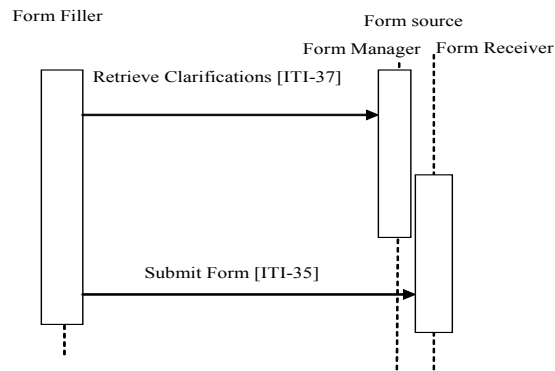 Form Filler
Form source
Form Manager
Form Receiver
Retrieve Clarifications [ITI-37]
Submit Form [ITI-35]